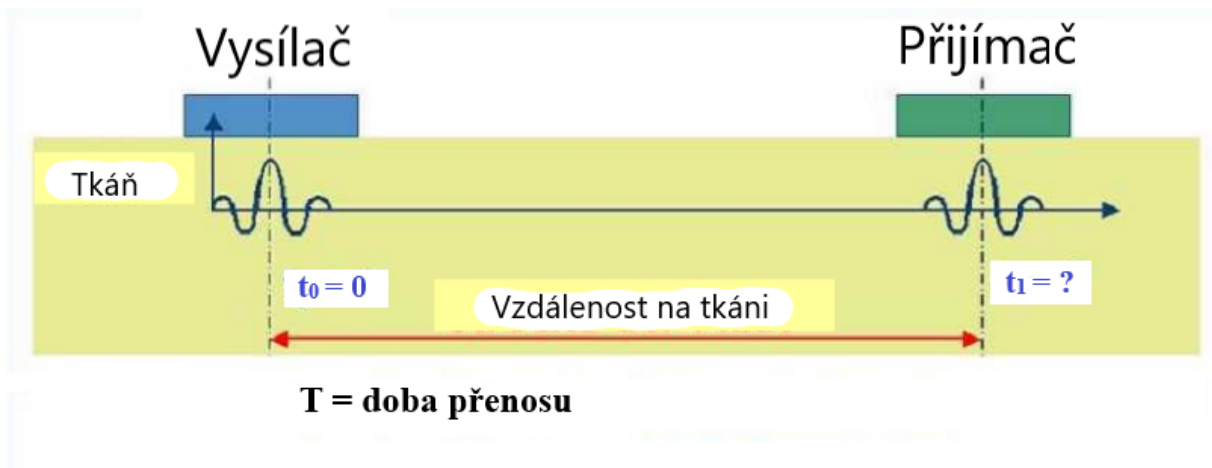 Vysílač
Přijímač
Tkáň
t₀ = 0
t₁ = ?
Vzdálenost na tkáni
T = doba přenosu